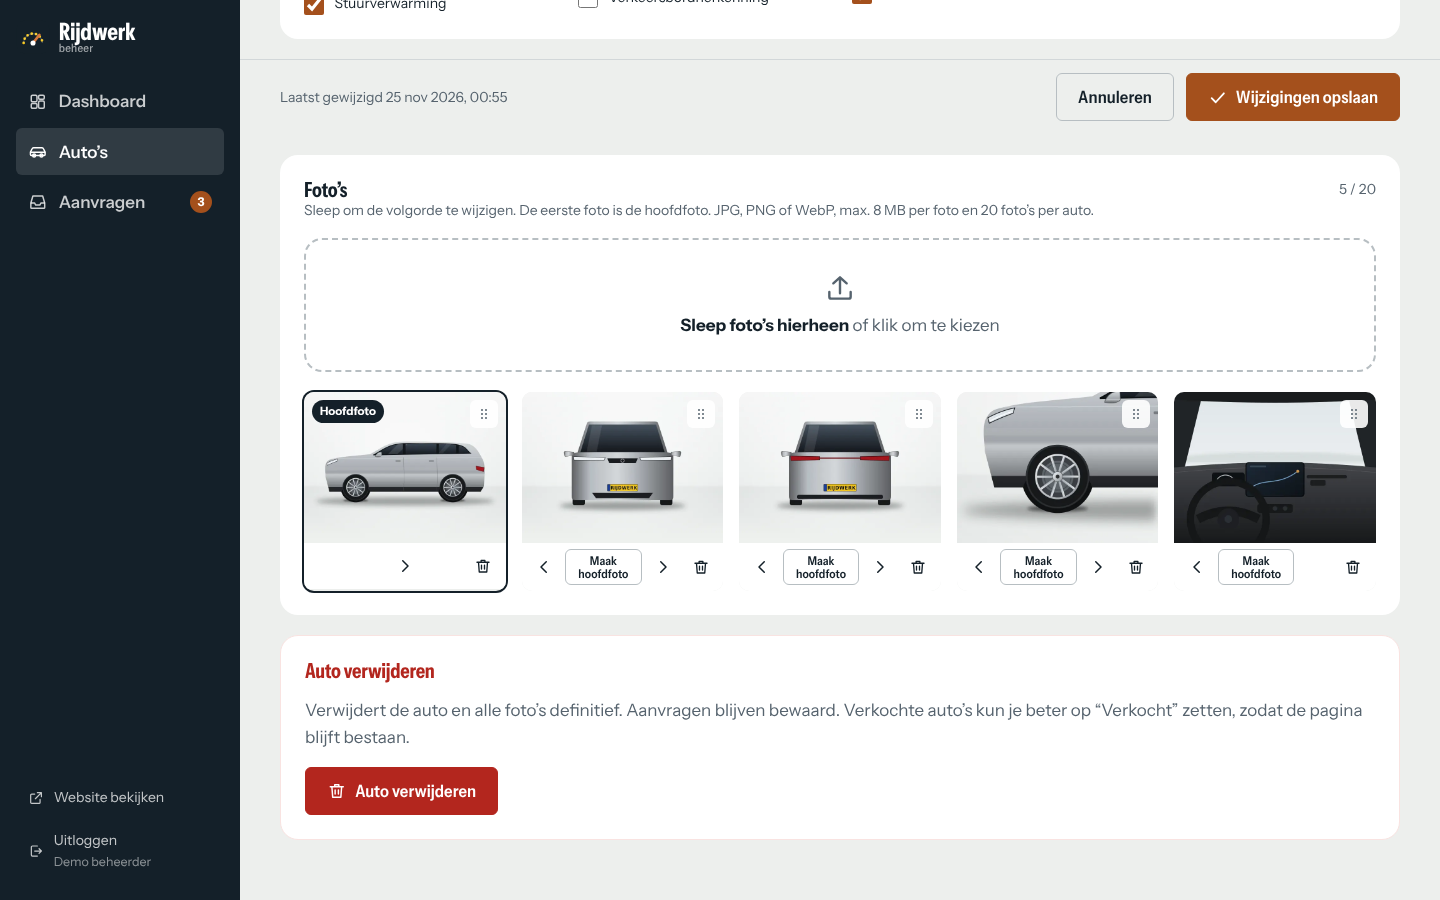 Rijdwerk
beheer
Dashboard
Auto’s
Aanvragen
3
Website bekijken
Uitloggen
Demo beheerder
Stuurverwarming
Verkeersbordherkenning
Laatst gewijzigd 25 nov 2026, 00:55
Annuleren
Wijzigingen opslaan
Foto’s
5 / 20
Sleep om de volgorde te wijzigen. De eerste foto is de hoofdfoto. JPG, PNG of WebP, max. 8 MB per foto en 20 foto’s per auto.
Sleep foto’s hierheen of klik om te kiezen
Hoofdfoto
RIJDWERK
RIJDWERK
Maak
hoofdfoto
Maak
hoofdfoto
Maak
hoofdfoto
Maak
hoofdfoto
Auto verwijderen
Verwijdert de auto en alle foto’s definitief. Aanvragen blijven bewaard. Verkochte auto’s kun je beter op “Verkocht” zetten, zodat de pagina
blijft bestaan.
Auto verwijderen